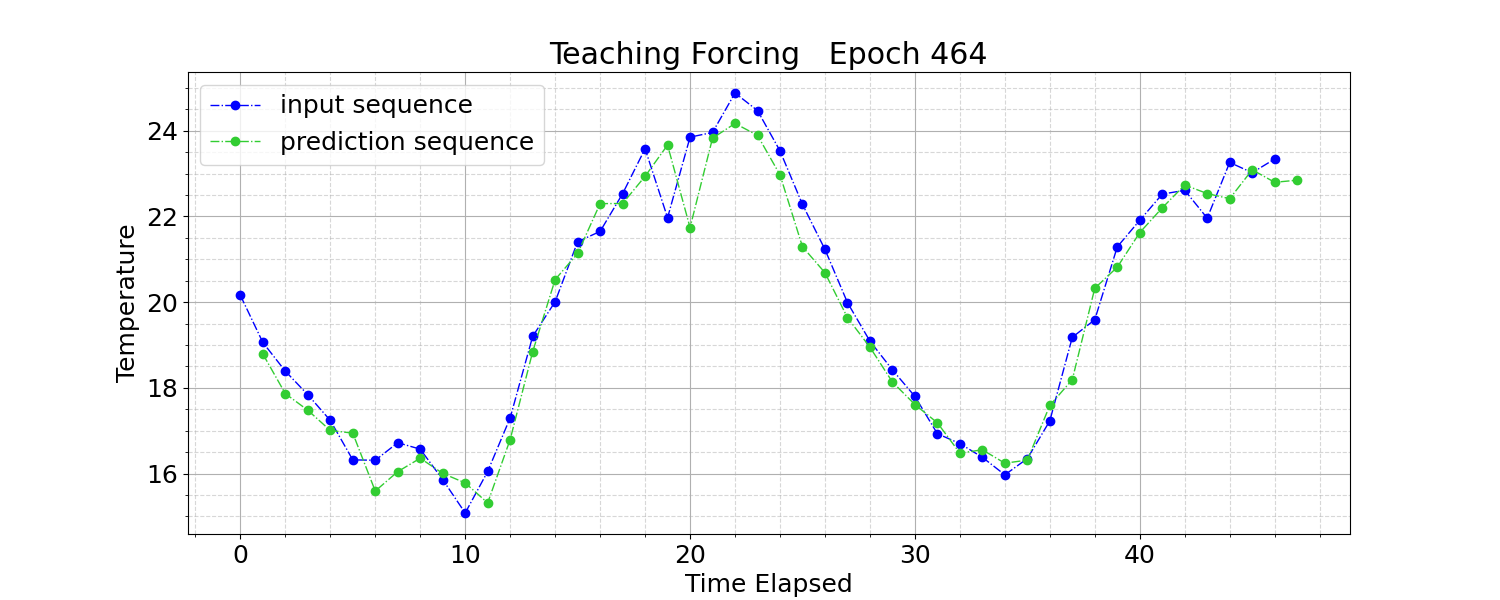 Teaching Forcing   Epoch 464
input sequence
prediction sequence
Temperature
24
22
20
18
16
0 10 20 30 40
Time Elapsed